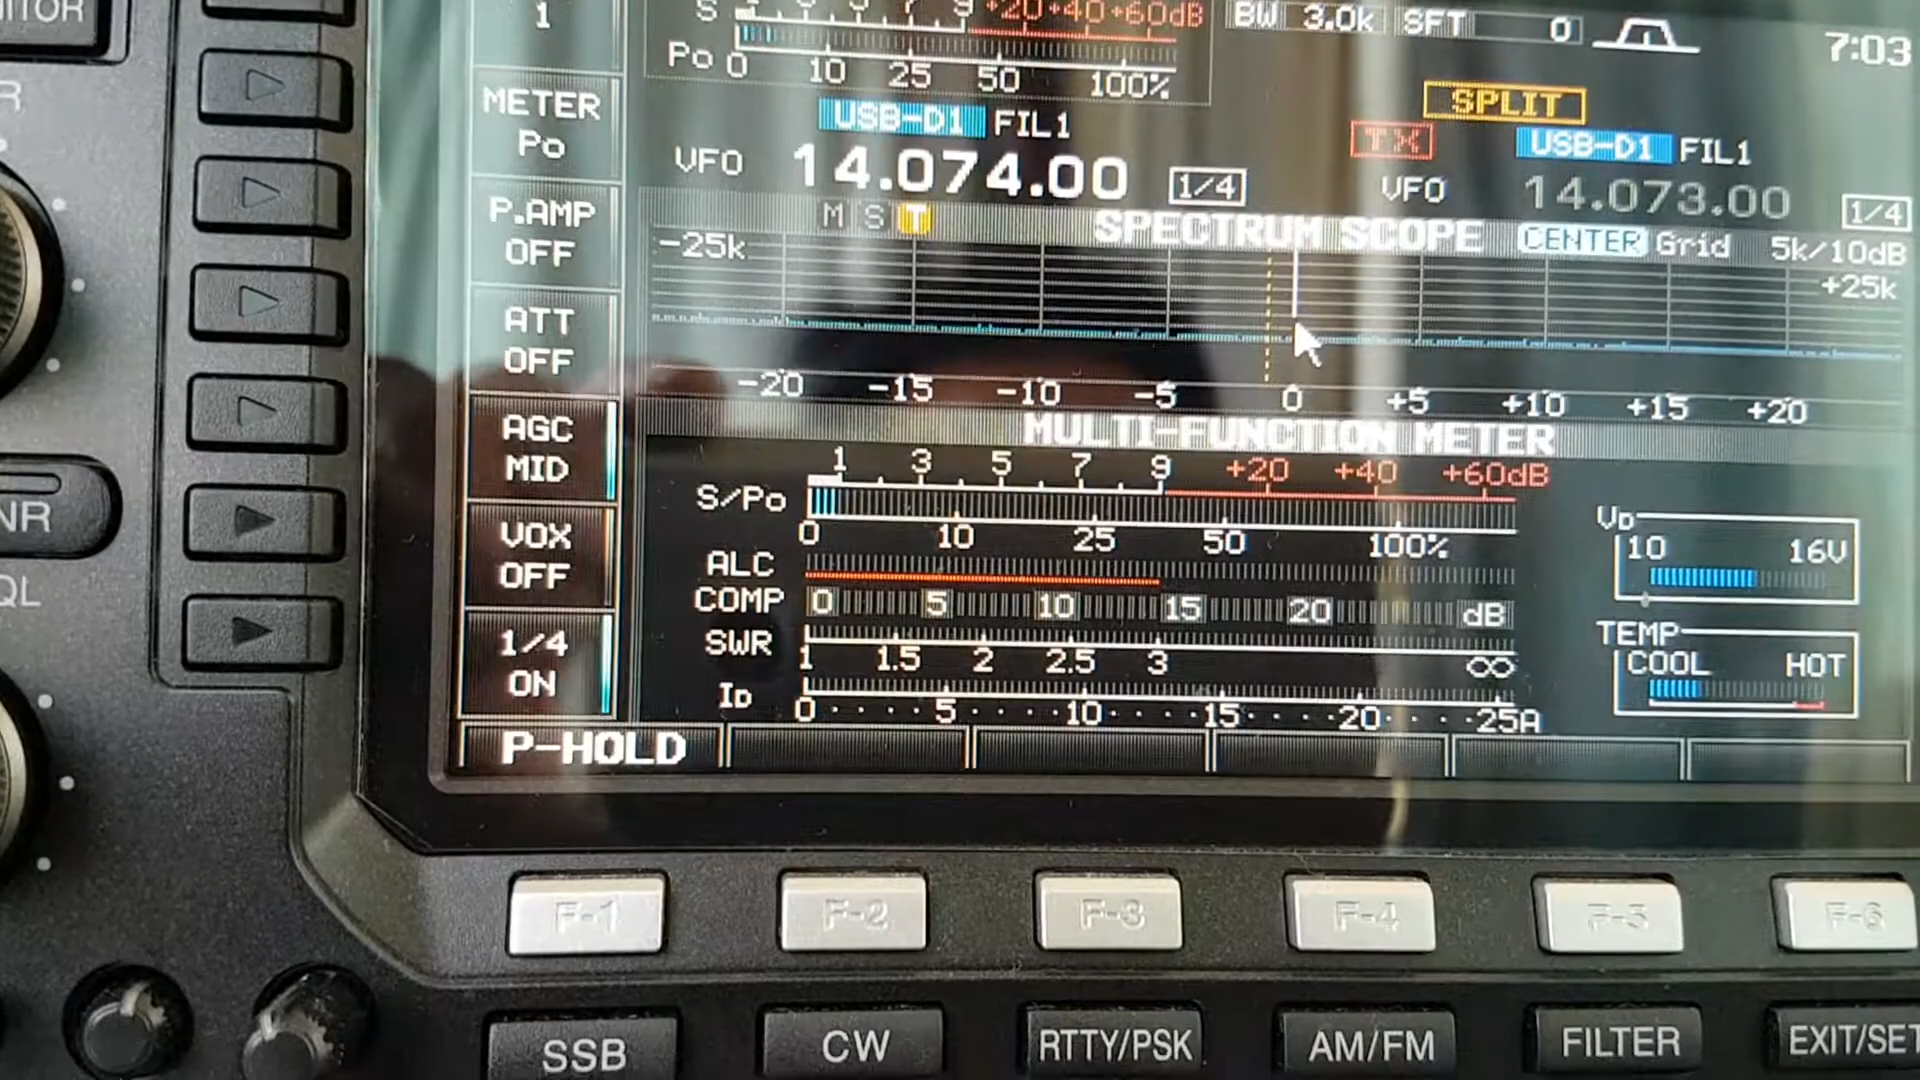 1
S 1 3 5 7 9 +20+40+60dB
Po 0 10 25 50 100%
BW 3.0k SFT 0
7:03
METER
Po
USB-D1 FIL1
SPLIT
TX USB-D1 FIL1
VFO 14.074.00 1/4
VFO 14.073.00 1/4
P.AMP
OFF
M S T
SPECTRUM SCOPE CENTER Grid 5k/10dB
-25k
+25k
ATT
OFF
-20 -15 -10 -5 0 +5 +10 +15 +20
AGC
MID
MULTI-FUNCTION METER
1 3 5 7 9 +20 +40 +60dB
S/Po
0 10 25 50 100%
VD
10 16V
VOX
OFF
ALC
COMP 0 5 10 15 20 dB
SWR
1 1.5 2 2.5 3 ∞
TEMP
COOL HOT
1/4
ON
ID
0 5 10 15 20 25A
P-HOLD
NR
F-1 F-2 F-3 F-4 F-5 F-6
SSB CW RTTY/PSK AM/FM FILTER EXIT/SET